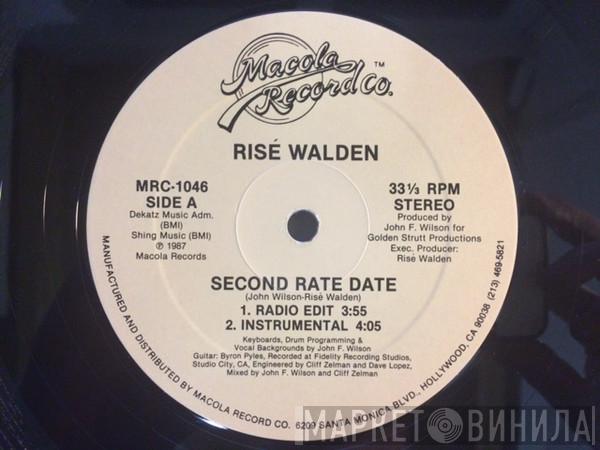 Macola™
Record Co.
RISÉ WALDEN
MRC-1046
SIDE A
Dekatz Music Adm.
(BMI)
Shing Music (BMI)
℗ 1987
Macola Records
33⅓ RPM
STEREO
Produced by
John F. Wilson for
Golden Strutt Productions
Exec. Producer:
Risé Walden
SECOND RATE DATE
(John Wilson-Risé Walden)
1. RADIO EDIT 3:55
2. INSTRUMENTAL 4:05
Keyboards, Drum Programming &
Vocal Backgrounds by John F. Wilson
Guitar: Byron Pyles, Recorded at Fidelity Recording Studios,
Studio City, CA, Engineered by Cliff Zelman and Dave Lopez,
Mixed by John F. Wilson and Cliff Zelman
MANUFACTURED AND DISTRIBUTED BY MACOLA RECORD CO. 6209 SANTA MONICA BLVD., HOLLYWOOD, CA 90038 (213) 469-5821
МАРКЕТ ВИНИЛА